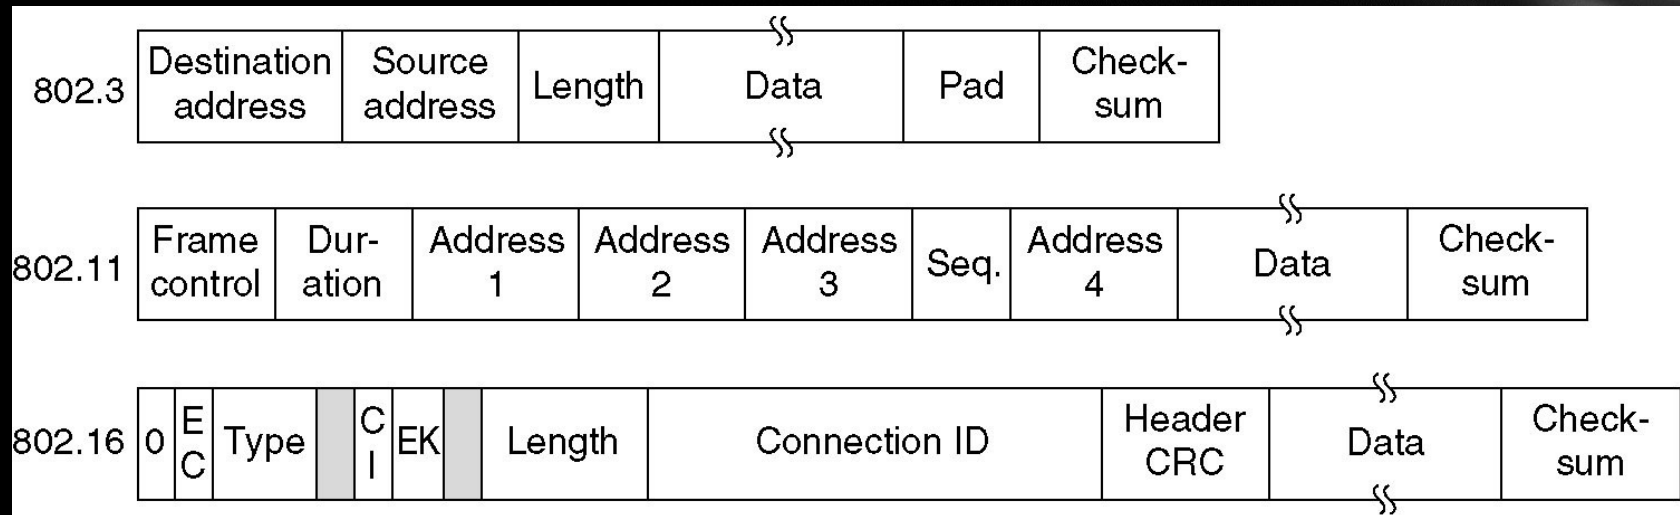 802.3 Destination address Source address Length Data Pad Check-sum
802.11 Frame control Dur-ation Address 1 Address 2 Address 3 Seq. Address 4 Data Check-sum
802.16 0 EC Type CI EK Length Connection ID Header CRC Data Check-sum